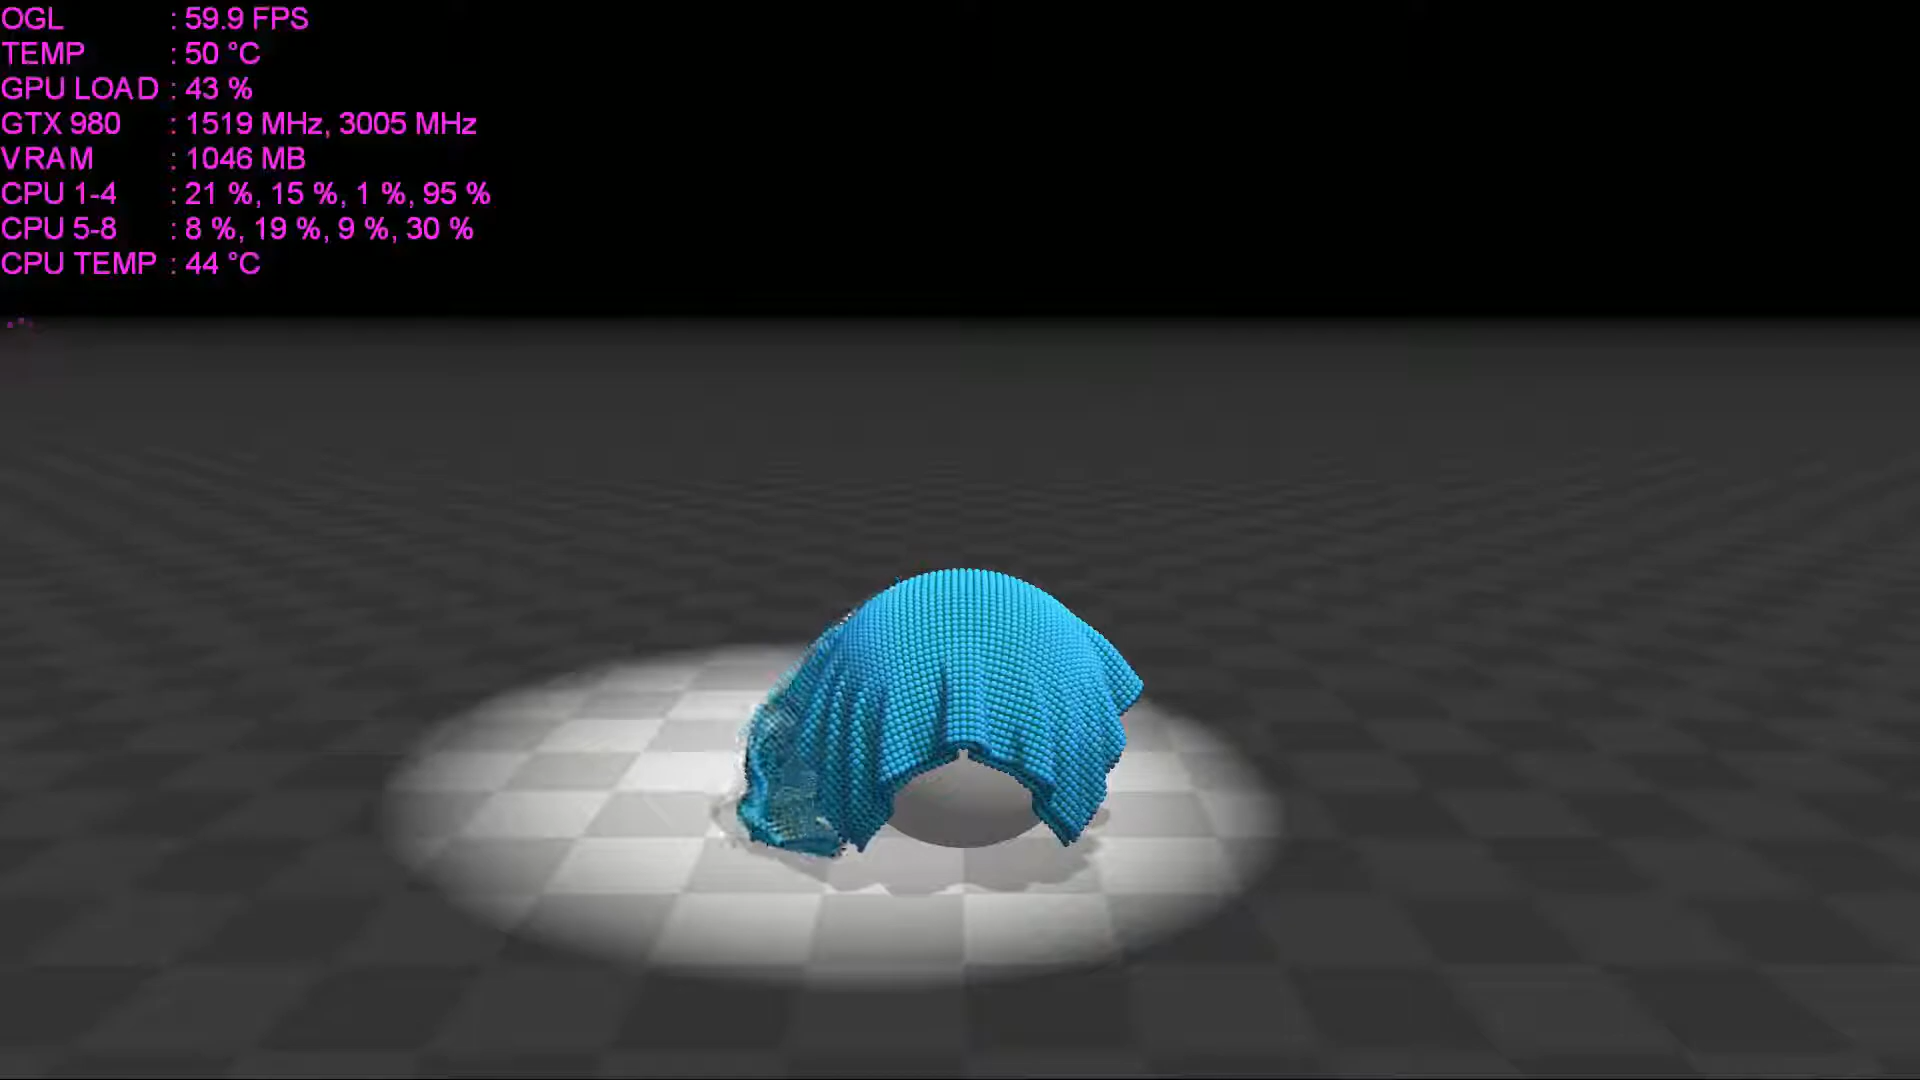 OGL : 59.9 FPS
TEMP : 50 °C
GPU LOAD : 43 %
GTX 980 : 1519 MHz, 3005 MHz
VRAM : 1046 MB
CPU 1-4 : 21 %, 15 %, 1 %, 95 %
CPU 5-8 : 8 %, 19 %, 9 %, 30 %
CPU TEMP : 44 °C